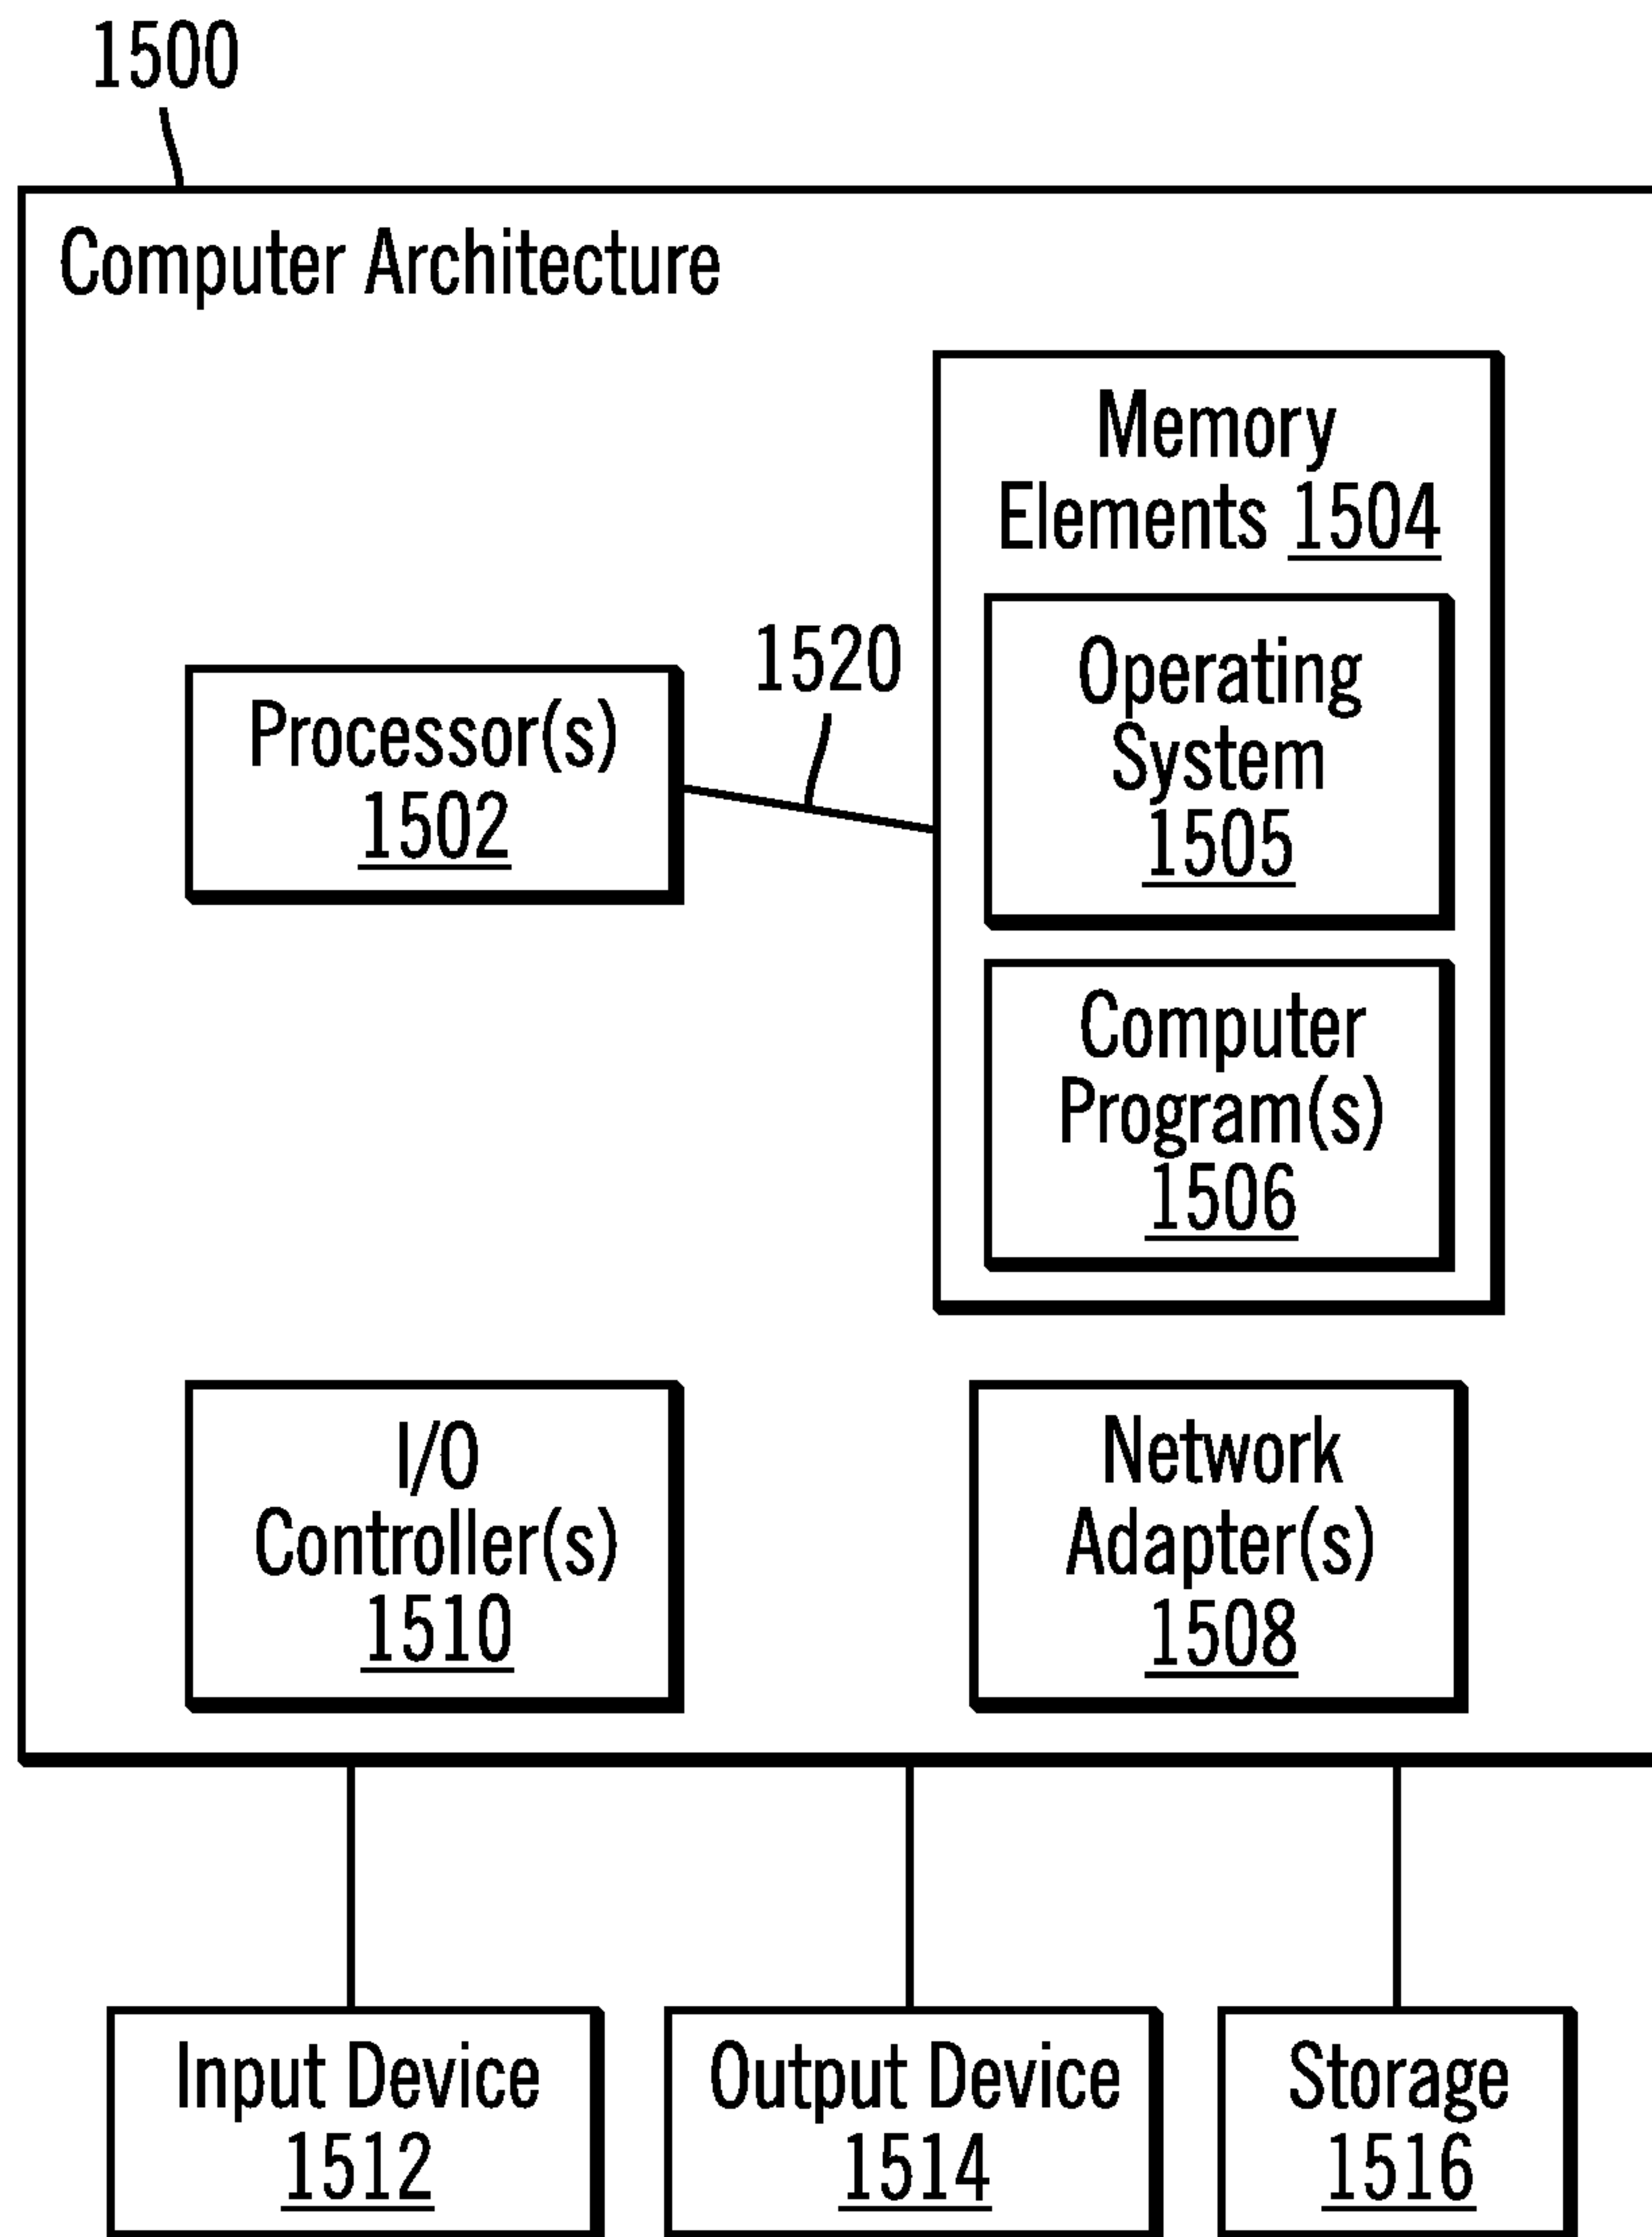 1500
Computer Architecture
Memory
Elements 1504
1520
Operating
System
1505
Processor(s)
1502
Computer
Program(s)
1506
I/O
Controller(s)
1510
Network
Adapter(s)
1508
Input Device
1512
Output Device
1514
Storage
1516